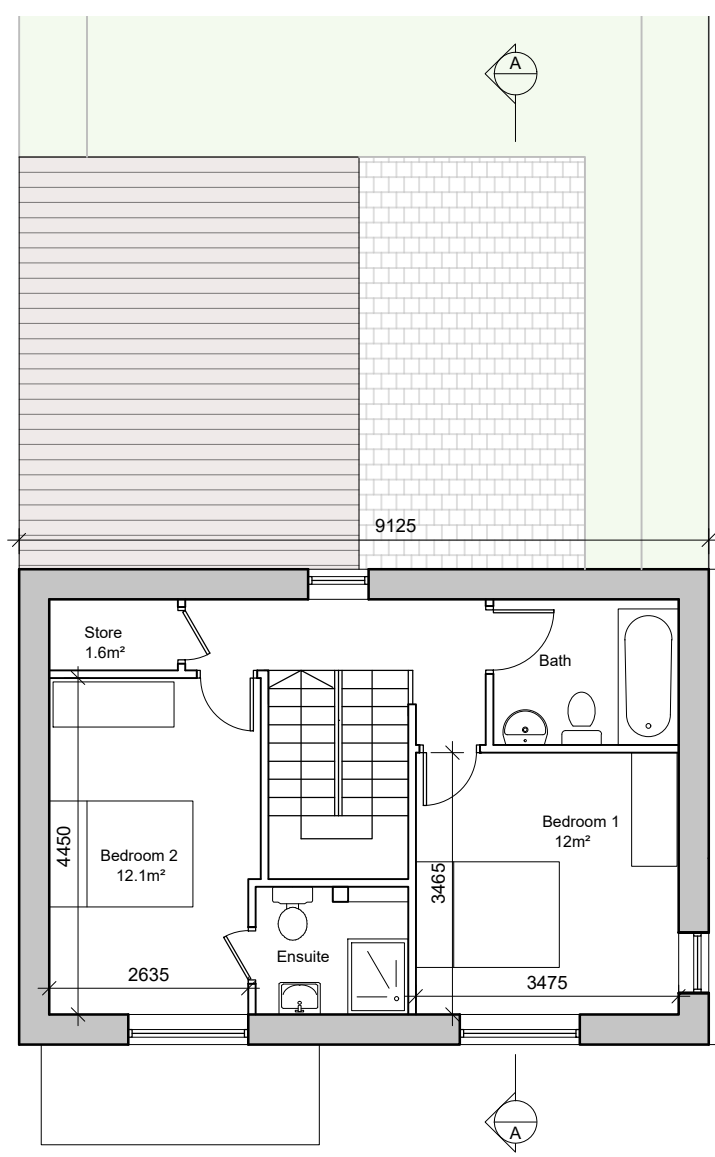 A
9125
Store
1.6m²
Bath
Bedroom 1
12m²
4450
Bedroom 2
12.1m²
3465
Ensuite
2635
3475
A